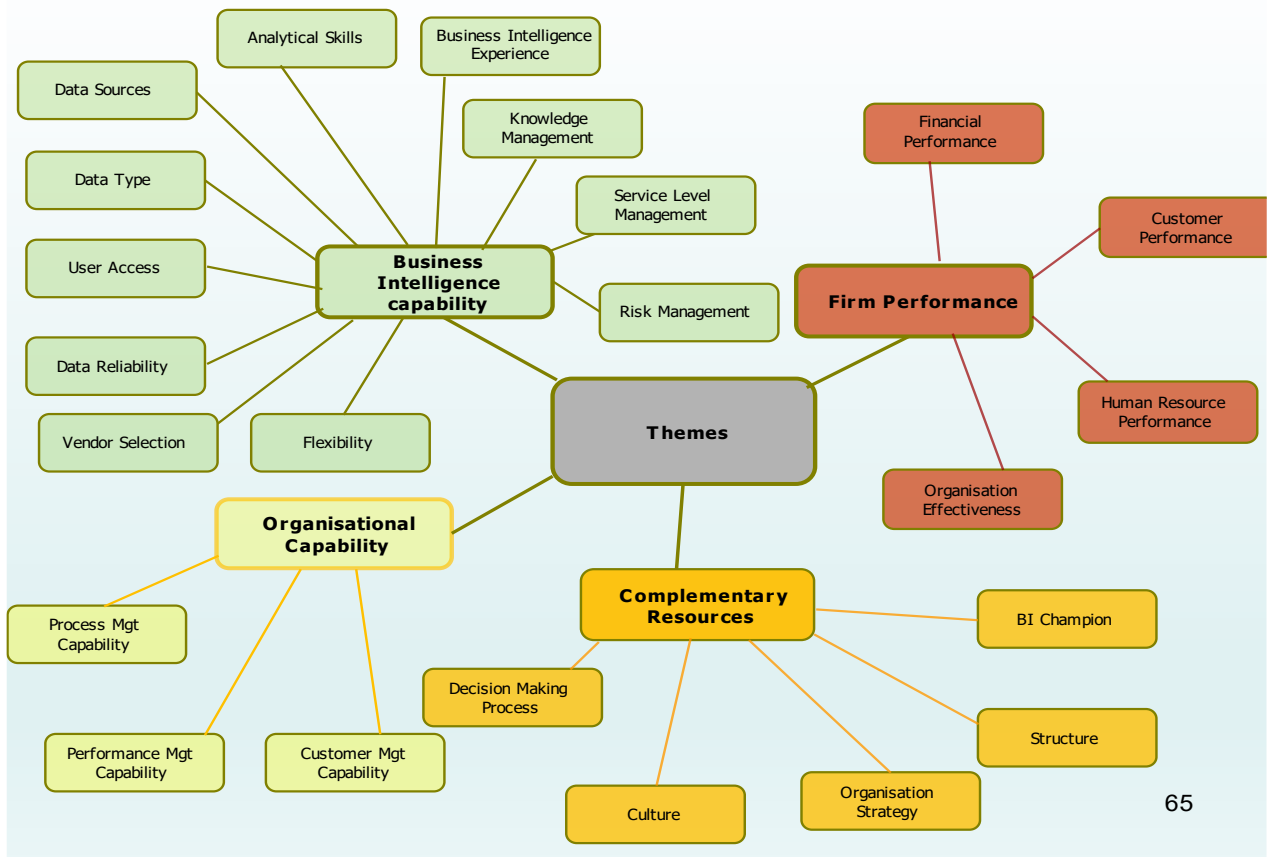 Analytical Skills
Business Intelligence
Experience
Data Sources
Knowledge
Management
Financial
Performance
Data Type
Service Level
Management
Customer
Performance
User Access
Business
Intelligence
capability
Risk Management
Firm Performance
Data Reliability
Human Resource
Performance
Vendor Selection
Flexibility
Themes
Organisation
Effectiveness
Organisational
Capability
Complementary
Resources
Process Mgt
Capability
BI Champion
Decision Making
Process
Structure
Performance Mgt
Capability
Customer Mgt
Capability
Culture
Organisation
Strategy
65